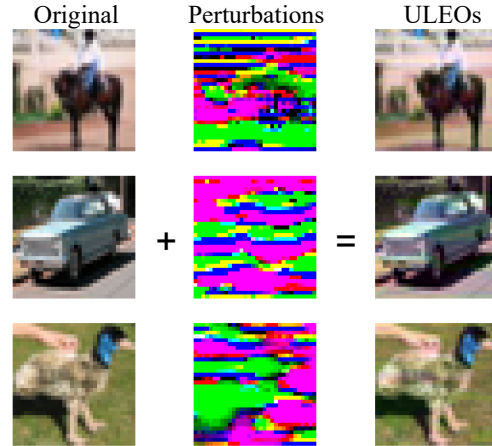 Original Perturbations ULEOs
+ =